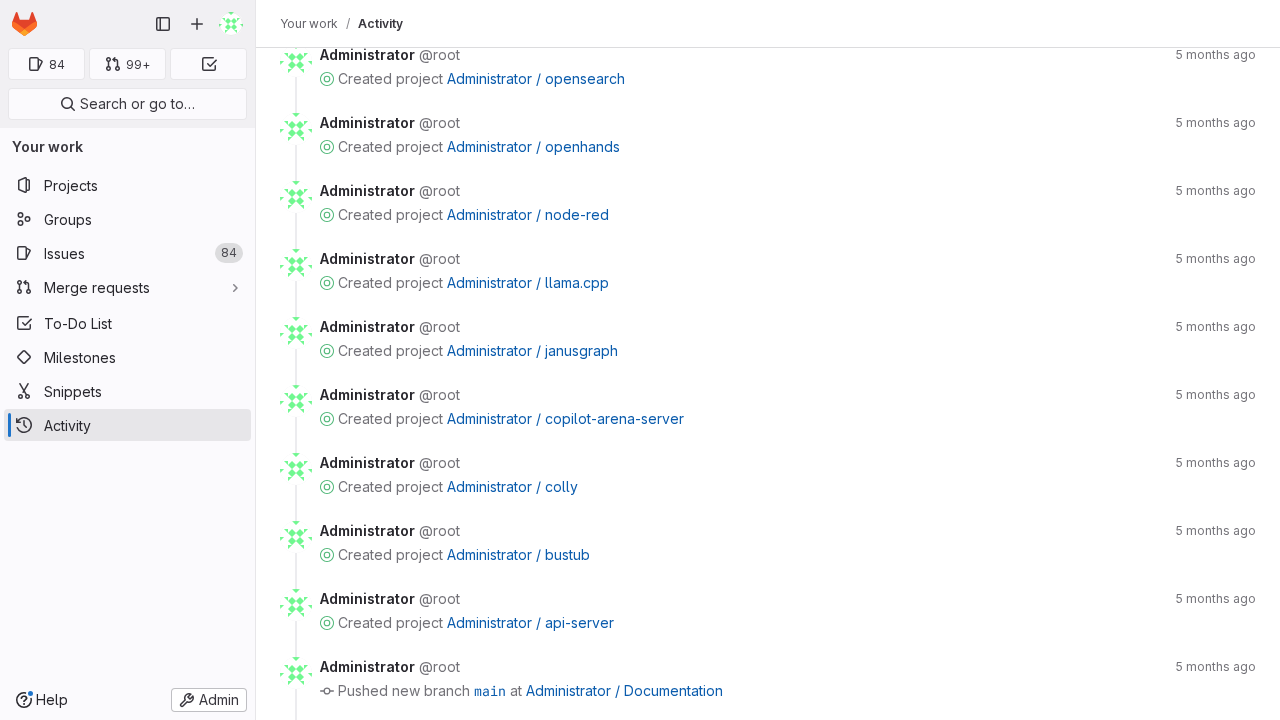 Your work / Activity
84
99+
Search or go to…
Your work
Projects
Groups
Issues 84
Merge requests
To-Do List
Milestones
Snippets
Activity
Help
Admin
Administrator @root 5 months ago
Created project Administrator / opensearch
Administrator @root 5 months ago
Created project Administrator / openhands
Administrator @root 5 months ago
Created project Administrator / node-red
Administrator @root 5 months ago
Created project Administrator / llama.cpp
Administrator @root 5 months ago
Created project Administrator / janusgraph
Administrator @root 5 months ago
Created project Administrator / copilot-arena-server
Administrator @root 5 months ago
Created project Administrator / colly
Administrator @root 5 months ago
Created project Administrator / bustub
Administrator @root 5 months ago
Created project Administrator / api-server
Administrator @root 5 months ago
Pushed new branch main at Administrator / Documentation